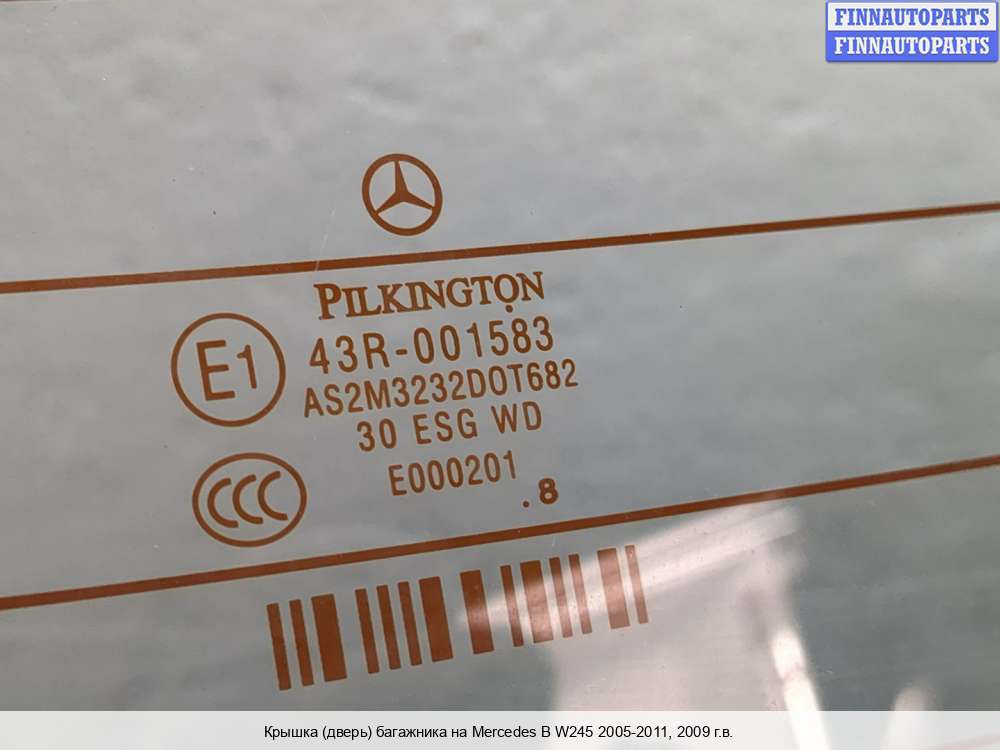 FINNAUTOPARTS
FINNAUTOPARTS
PILKINGTON
E1
43R-001583
AS2M3232DOT682
30 ESG WD
E000201
CCC
.8
Крышка (дверь) багажника на Mercedes B W245 2005-2011, 2009 г.в.